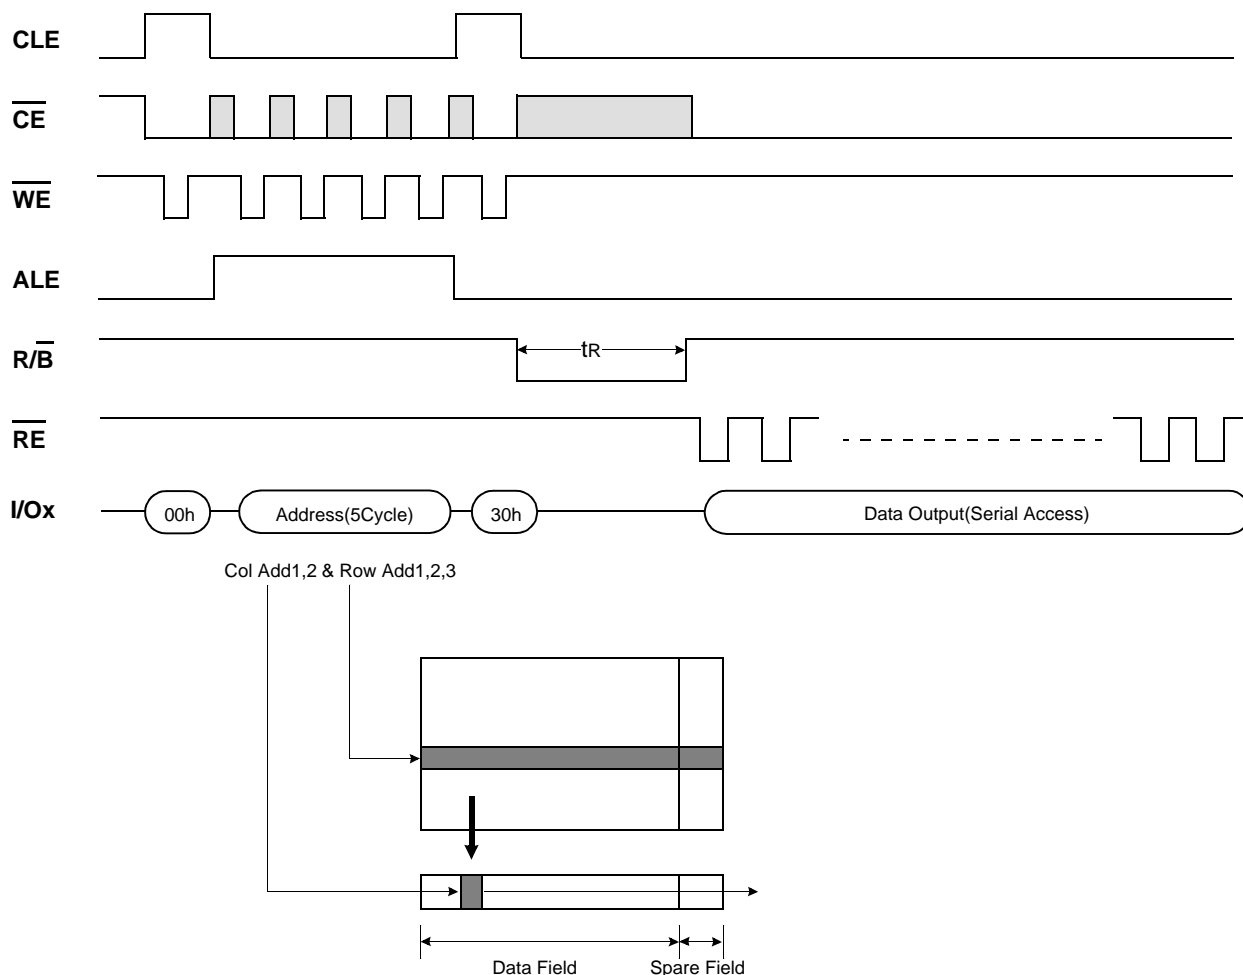 CLE
CE
WE
ALE
R/B
tR
RE
I/Ox
00h
Address(5Cycle)
30h
Data Output(Serial Access)
Col Add1,2 & Row Add1,2,3
Data Field
Spare Field